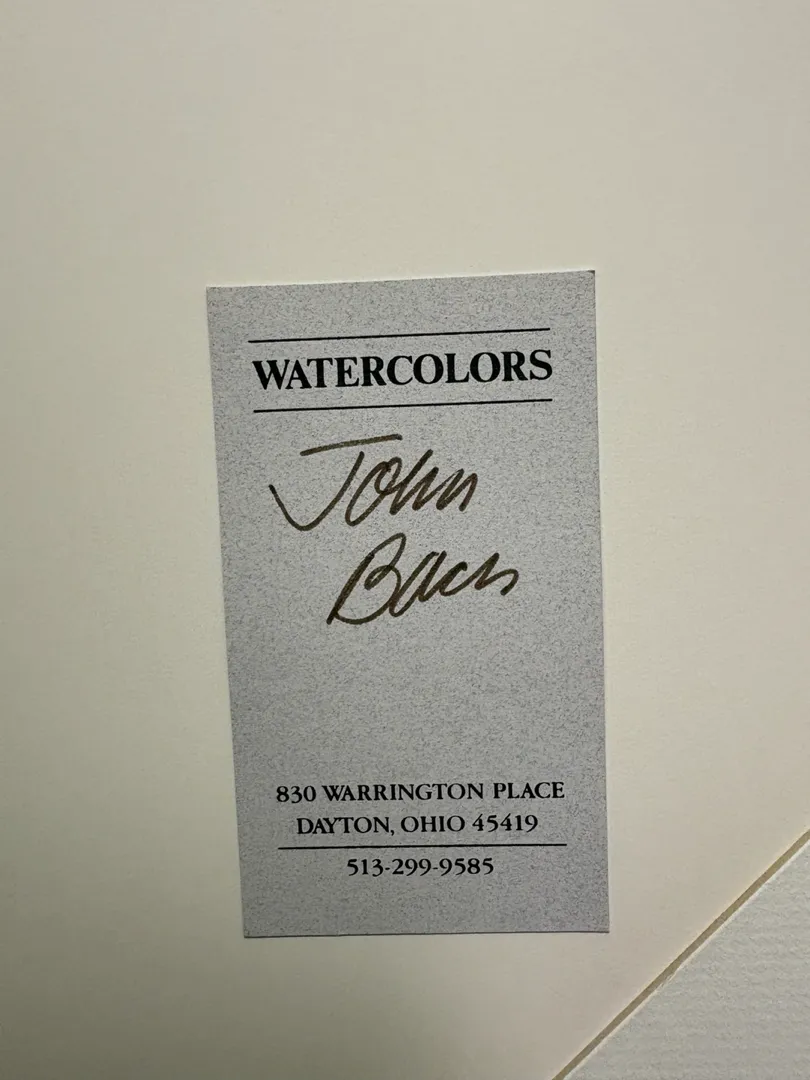 WATERCOLORS
John
Bach
830 WARRINGTON PLACE
DAYTON, OHIO 45419
513-299-9585